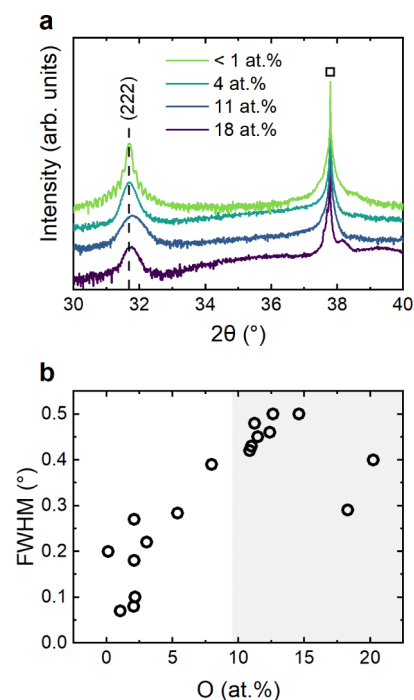 a
Intensity (arb. units)
(222)
< 1 at.%
4 at.%
11 at.%
18 at.%
30 32 34 36 38 40
2θ (°)
b
FWHM (°)
0.5
0.4
0.3
0.2
0.1
0.0
0 5 10 15 20
O (at.%)